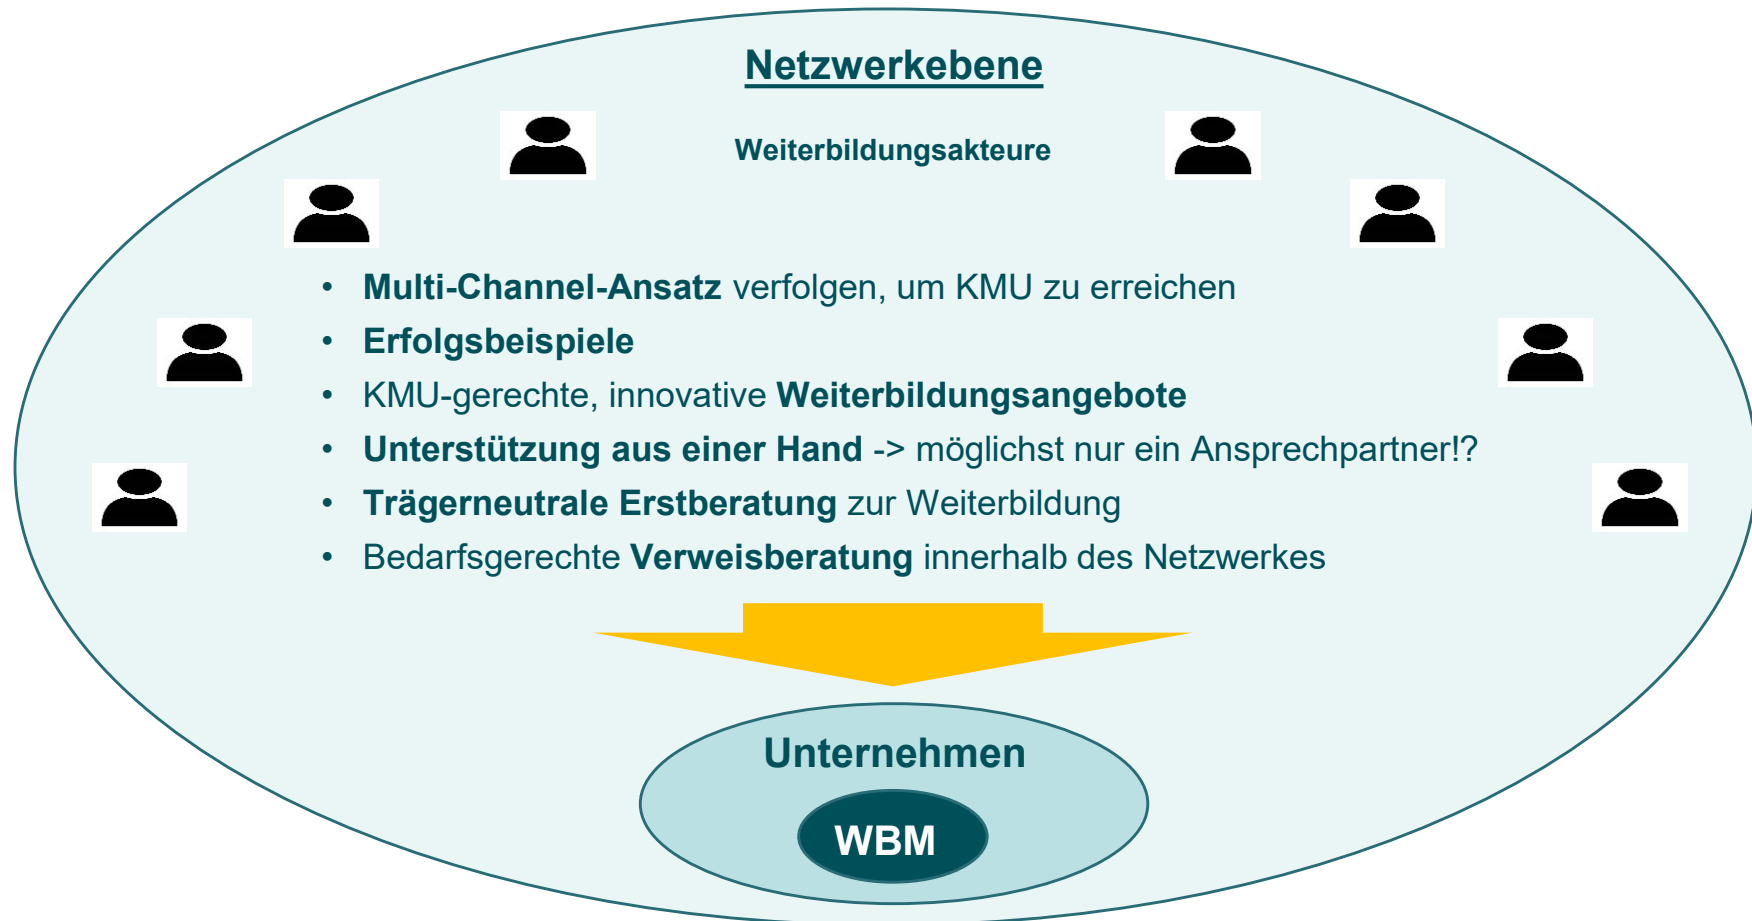 Netzwerkebene
Weiterbildungsakteure
• Multi-Channel-Ansatz verfolgen, um KMU zu erreichen
• Erfolgsbeispiele
• KMU-gerechte, innovative Weiterbildungsangebote
• Unterstützung aus einer Hand -> möglichst nur ein Ansprechpartner!?
• Trägerneutrale Erstberatung zur Weiterbildung
• Bedarfsgerechte Verweisberatung innerhalb des Netzwerkes
Unternehmen
WBM